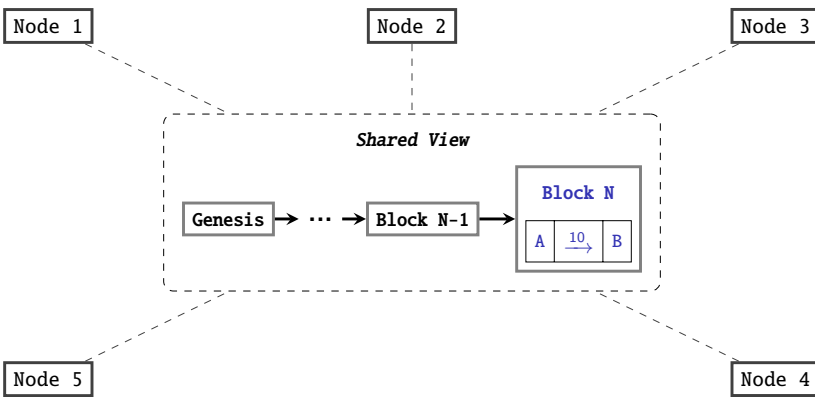 Node 1
Node 2
Node 3
Shared View
Genesis
...
Block N-1
Block N
A
10
B
Node 5
Node 4